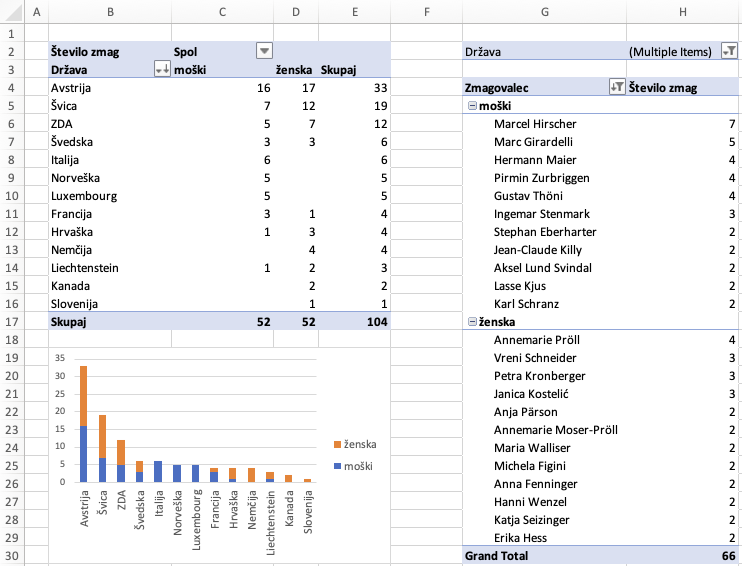 A B C D E F G H
1
2 Število zmag Spol Država (Multiple Items)
3 Država moški ženska Skupaj
4 Avstrija 16 17 33 Zmagovalec Število zmag
5 Švica 7 12 19 moški
6 ZDA 5 7 12 Marcel Hirscher 7
7 Švedska 3 3 6 Marc Girardelli 5
8 Italija 6 6 Hermann Maier 4
9 Norveška 5 5 Pirmin Zurbriggen 4
10 Luxembourg 5 5 Gustav Thöni 4
11 Francija 3 1 4 Ingemar Stenmark 3
12 Hrvaška 1 3 4 Stephan Eberharter 2
13 Nemčija 4 4 Jean-Claude Killy 2
14 Liechtenstein 1 2 3 Aksel Lund Svindal 2
15 Kanada 2 2 Lasse Kjus 2
16 Slovenija 1 1 Karl Schranz 2
17 Skupaj 52 52 104 ženska
18 Annemarie Pröll 4
19 Vreni Schneider 3
20 Petra Kronberger 3
21 Janica Kostelić 3
22 Anja Pärson 2
23 Annemarie Moser-Pröll 2
24 Maria Walliser 2
25 Michela Figini 2
26 Anna Fenninger 2
27 Hanni Wenzel 2
28 Katja Seizinger 2
29 Erika Hess 2
30 Grand Total 66
35
30
25
20
15
10
5
0
Avstrija
Švica
ZDA
Švedska
Italija
Norveška
Luxembourg
Francija
Hrvaška
Nemčija
Liechtenstein
Kanada
Slovenija
ženska
moški